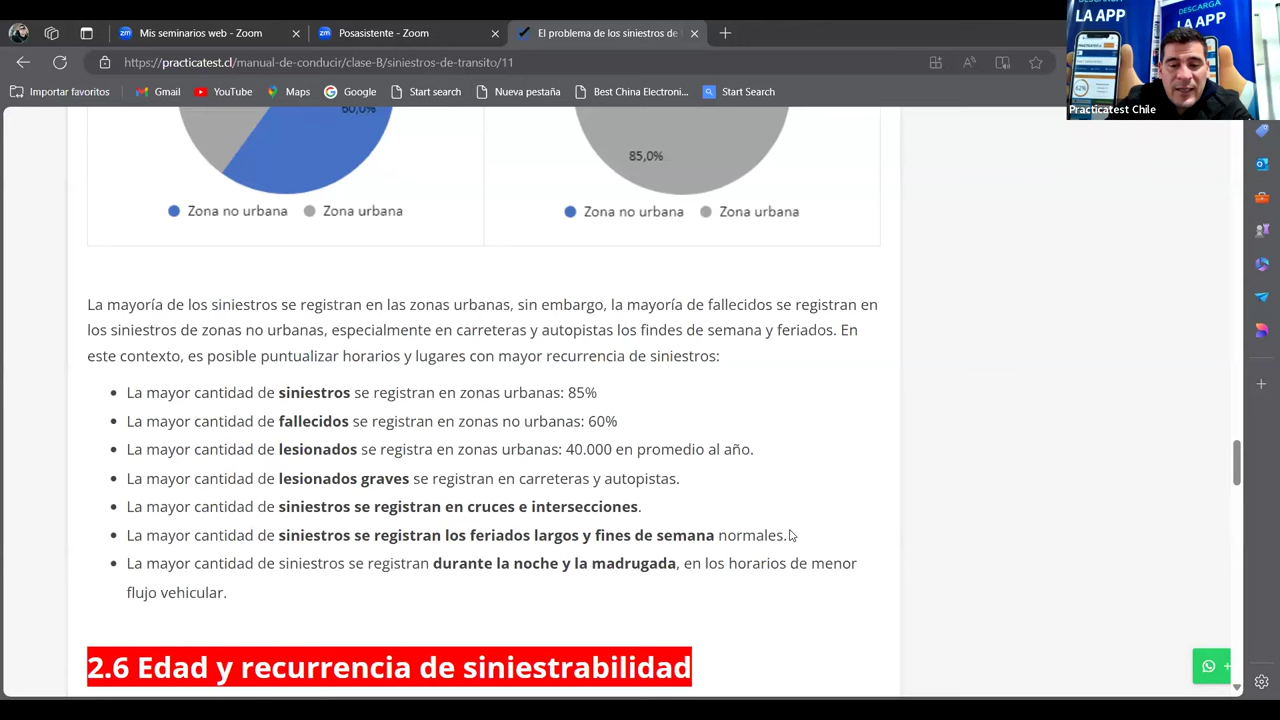 Mis seminarios web - Zoom
Posasistente - Zoom
El problema de los siniestros de
https://practicatest.cl/manual-de-conducir/clase-B/siniestros-de-transito/11
Importar favoritos
Gmail
YouTube
Maps
Google
Start search
Nueva pestaña
Best China Electroni...
Start Search
DESCARGA
LA APP
DESCARGA
LA APP
62%
Practicatest Chile
60,0%
85,0%
Zona no urbana
Zona urbana
Zona no urbana
Zona urbana
La mayoría de los siniestros se registran en las zonas urbanas, sin embargo, la mayoría de fallecidos se registran en
los siniestros de zonas no urbanas, especialmente en carreteras y autopistas los findes de semana y feriados. En
este contexto, es posible puntualizar horarios y lugares con mayor recurrencia de siniestros:
La mayor cantidad de siniestros se registran en zonas urbanas: 85%
La mayor cantidad de fallecidos se registran en zonas no urbanas: 60%
La mayor cantidad de lesionados se registra en zonas urbanas: 40.000 en promedio al año.
La mayor cantidad de lesionados graves se registran en carreteras y autopistas.
La mayor cantidad de siniestros se registran en cruces e intersecciones.
La mayor cantidad de siniestros se registran los feriados largos y fines de semana normales.
La mayor cantidad de siniestros se registran durante la noche y la madrugada, en los horarios de menor
flujo vehicular.
2.6 Edad y recurrencia de siniestrabilidad